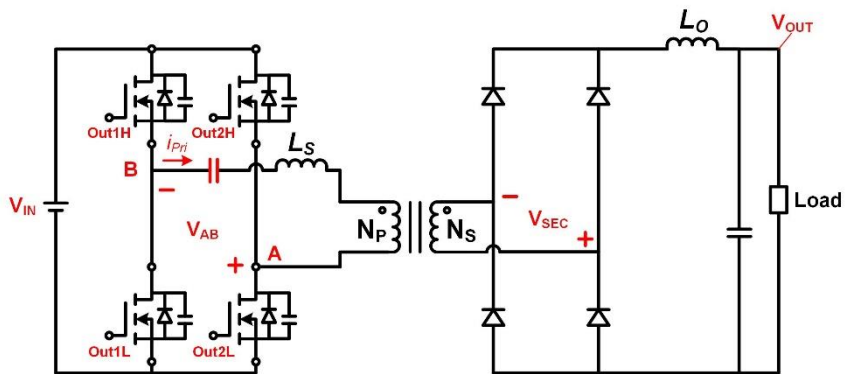 L_O
V_OUT
Out1H
Out2H
i_Pri
L_S
B
V_IN
V_AB
N_P
N_S
V_SEC
Load
A
Out1L
Out2L